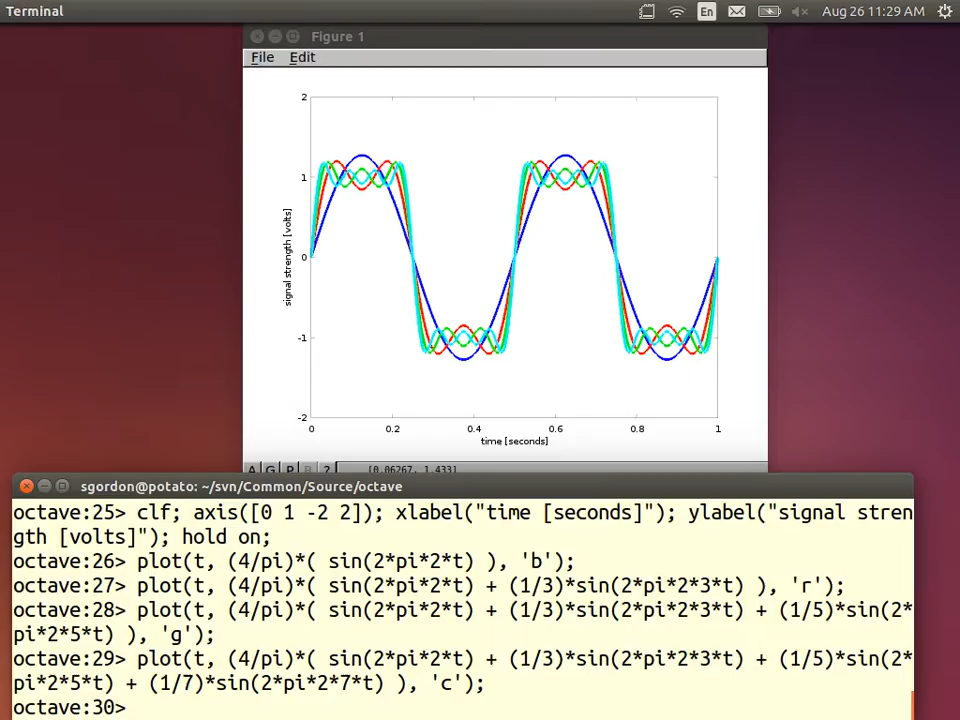 Terminal
En
Aug 26 11:29 AM
Figure 1
File Edit
2
1
0
-1
-2
signal strength [volts]
0 0.2 0.4 0.6 0.8 1
time [seconds]
A G P R ? [0.06267, 1.433]
sgordon@potato: ~/svn/Common/Source/octave
octave:25> clf; axis([0 1 -2 2]); xlabel("time [seconds]"); ylabel("signal stren
gth [volts]"); hold on;
octave:26> plot(t, (4/pi)*( sin(2*pi*2*t) ), 'b');
octave:27> plot(t, (4/pi)*( sin(2*pi*2*t) + (1/3)*sin(2*pi*2*3*t) ), 'r');
octave:28> plot(t, (4/pi)*( sin(2*pi*2*t) + (1/3)*sin(2*pi*2*3*t) + (1/5)*sin(2*
pi*2*5*t) ), 'g');
octave:29> plot(t, (4/pi)*( sin(2*pi*2*t) + (1/3)*sin(2*pi*2*3*t) + (1/5)*sin(2*
pi*2*5*t) + (1/7)*sin(2*pi*2*7*t) ), 'c');
octave:30>